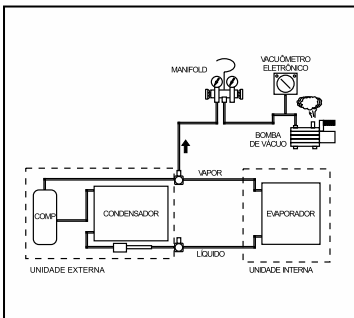 VACUÔMETRO
ELETRÔNICO
MANIFOLD
BOMBA
DE VÁCUO
VAPOR
COMP
CONDENSADOR
EVAPORADOR
LÍQUIDO
UNIDADE EXTERNA
UNIDADE INTERNA